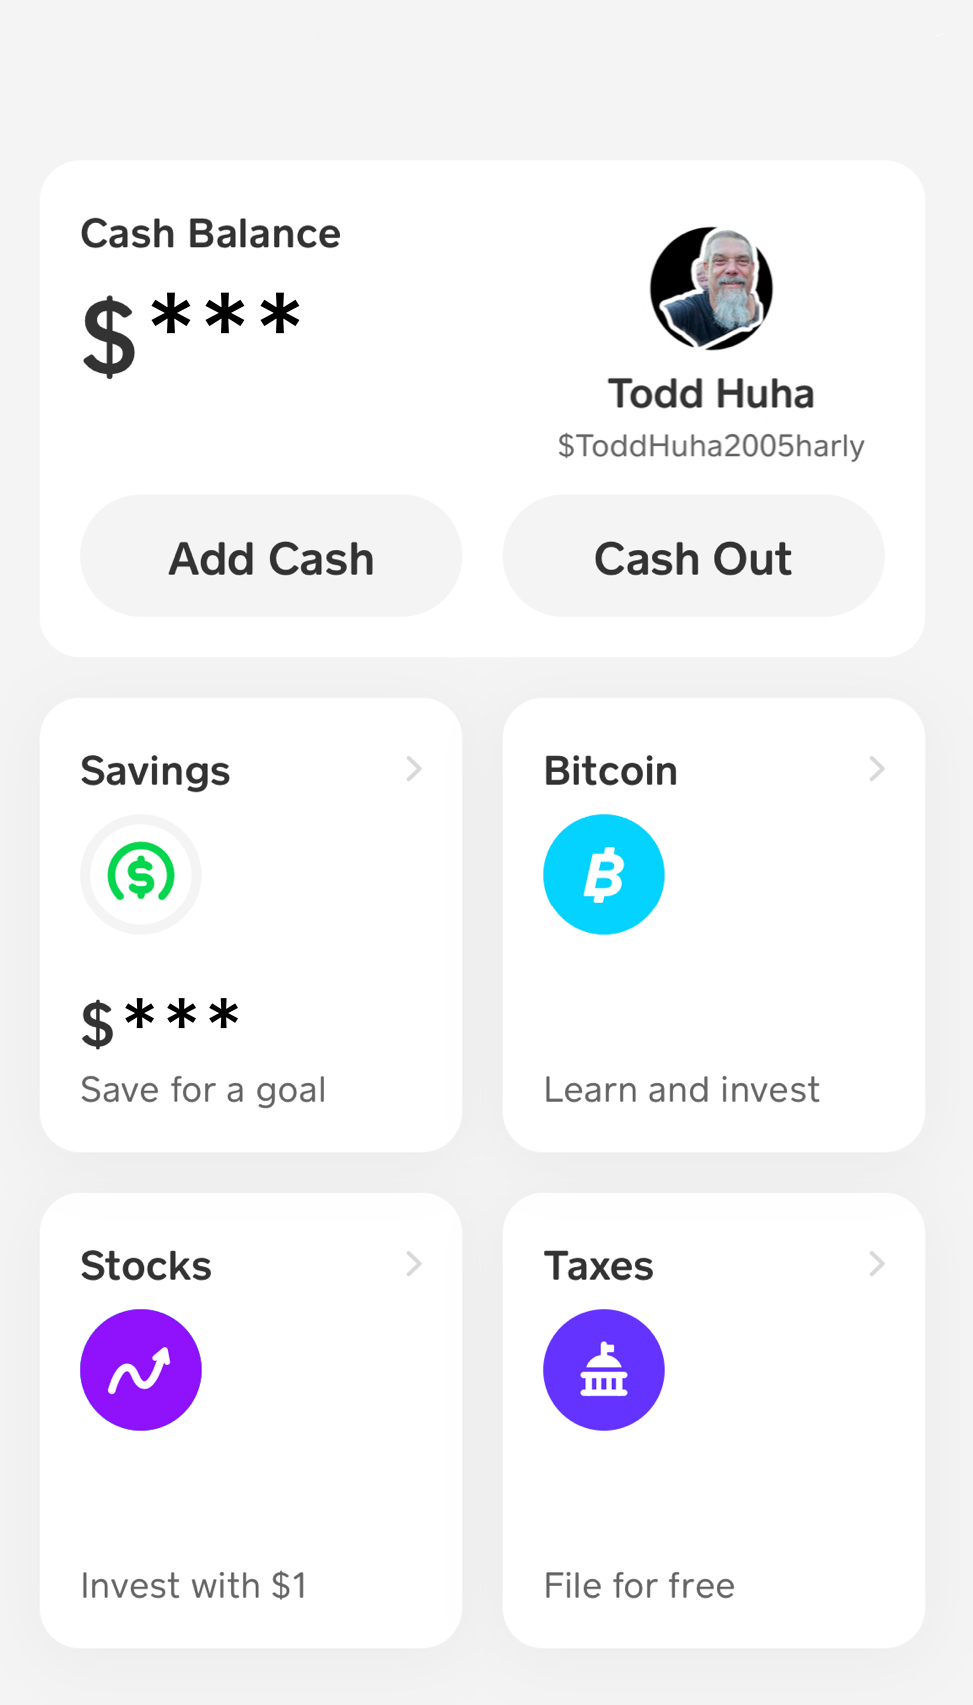 Cash Balance
$***
Todd Huha
$ToddHuha2005harly
Add Cash
Cash Out
Savings
$***
Save for a goal
Bitcoin
Learn and invest
Stocks
Invest with $1
Taxes
File for free